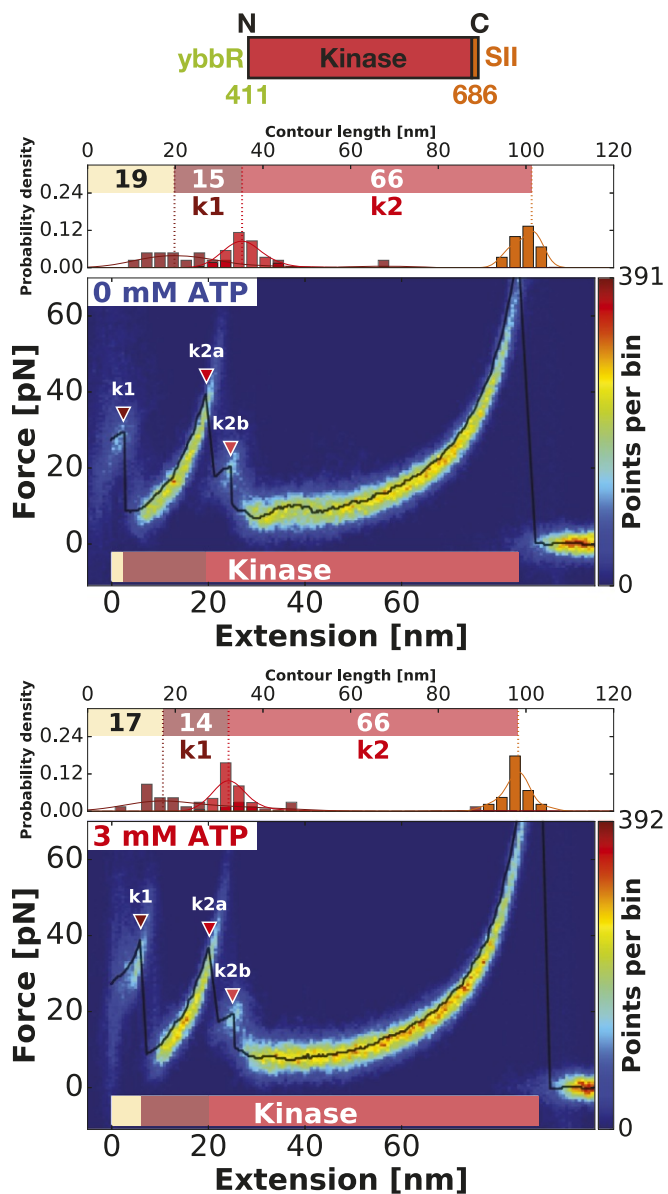 N C
ybbR Kinase SII
411 686
Contour length [nm]
0 20 40 60 80 100 120
Probability density
0.24
0.12
0.00
19 15 66
k1 k2
0 mM ATP
391
60
40
20
0
Force [pN]
k1
k2a
k2b
Points per bin
0
Kinase
0 20 40 60
Extension [nm]
Contour length [nm]
0 20 40 60 80 100 120
Probability density
0.24
0.12
0.00
17 14 66
k1 k2
3 mM ATP
392
60
40
20
0
Force [pN]
k1
k2a
k2b
Points per bin
0
Kinase
0 20 40 60
Extension [nm]